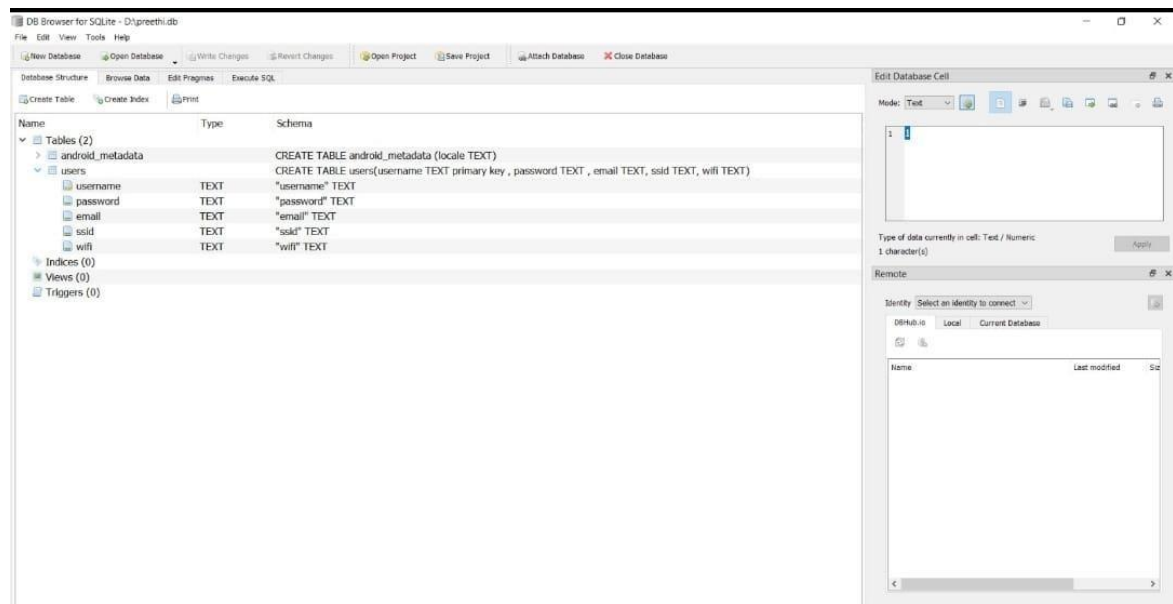 DB Browser for SQLite - D:\preethi.db
File Edit View Tools Help
New Database Open Database Write Changes Revert Changes Open Project Save Project Attach Database Close Database
Database Structure Browse Data Edit Pragmas Execute SQL
Create Table Create Index Print
Name Type Schema
Tables (2)
android_metadata CREATE TABLE android_metadata (locale TEXT)
users CREATE TABLE users(username TEXT primary key , password TEXT , email TEXT, ssid TEXT, wifi TEXT)
username TEXT "username" TEXT
password TEXT "password" TEXT
email TEXT "email" TEXT
ssid TEXT "ssid" TEXT
wifi TEXT "wifi" TEXT
Indices (0)
Views (0)
Triggers (0)
Edit Database Cell
Mode: Text
1 1
Type of data currently in cell: Text / Numeric
1 character(s)
Apply
Remote
Identity Select an identity to connect
DBHub.io Local Current Database
Name Last modified Siz